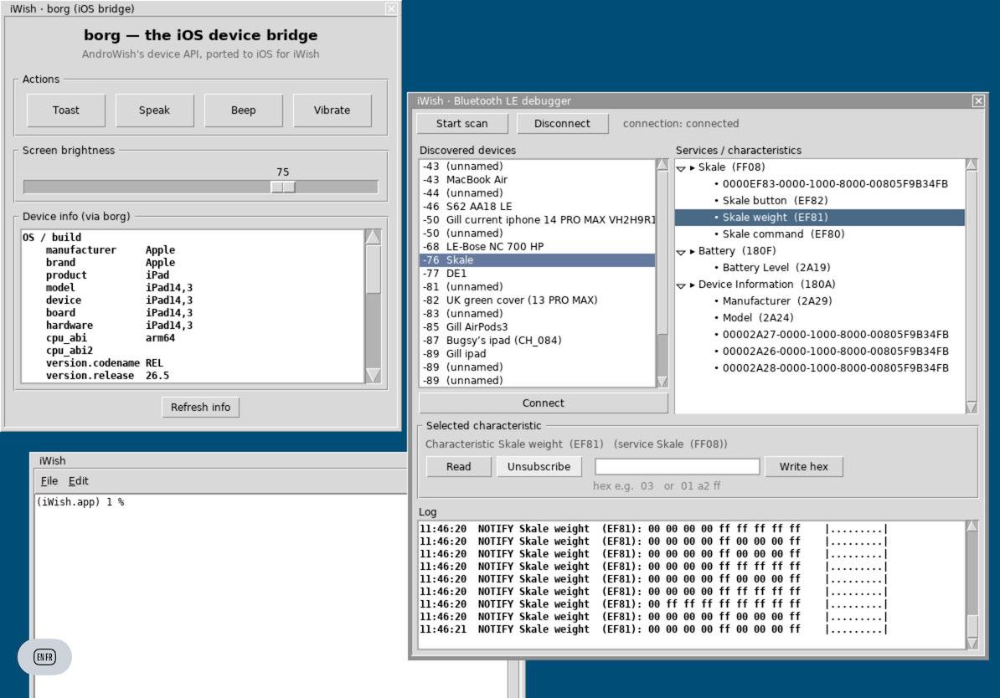 iWish · borg (iOS bridge)
borg — the iOS device bridge
AndroWish's device API, ported to iOS for iWish
Actions
Toast Speak Beep Vibrate
Screen brightness
75
Device info (via borg)
OS / build
manufacturer Apple
brand Apple
product iPad
model iPad14,3
device iPad14,3
board iPad14,3
hardware iPad14,3
cpu_abi arm64
cpu_abi2
version.codename REL
version.release 26.5
Refresh info
iWish
File Edit
(iWish.app) 1 %
EN FR
iWish · Bluetooth LE debugger
Start scan Disconnect connection: connected
Discovered devices
-43 (unnamed)
-43 MacBook Air
-44 (unnamed)
-46 S62 AA18 LE
-50 Gill current iphone 14 PRO MAX VH2H9R1
-50 (unnamed)
-68 LE-Bose NC 700 HP
-76 Skale
-77 DE1
-81 (unnamed)
-82 UK green cover (13 PRO MAX)
-83 (unnamed)
-85 Gill AirPods3
-87 Bugsy’s ipad (CH_084)
-89 Gill ipad
-89 (unnamed)
-89 (unnamed)
Connect
Services / characteristics
▸ Skale (FF08)
• 0000EF83-0000-1000-8000-00805F9B34FB
• Skale button (EF82)
• Skale weight (EF81)
• Skale command (EF80)
▸ Battery (180F)
• Battery Level (2A19)
▸ Device Information (180A)
• Manufacturer (2A29)
• Model (2A24)
• 00002A27-0000-1000-8000-00805F9B34FB
• 00002A26-0000-1000-8000-00805F9B34FB
• 00002A28-0000-1000-8000-00805F9B34FB
Selected characteristic
Characteristic Skale weight (EF81) (service Skale (FF08))
Read Unsubscribe Write hex
hex e.g. 03 or 01 a2 ff
Log
11:46:20 NOTIFY Skale weight (EF81): 00 00 00 00 ff ff ff ff ff |.........|
11:46:20 NOTIFY Skale weight (EF81): 00 00 00 00 ff 00 00 00 ff |.........|
11:46:20 NOTIFY Skale weight (EF81): 00 00 00 00 ff 00 00 00 ff |.........|
11:46:20 NOTIFY Skale weight (EF81): 00 00 00 00 ff ff ff ff ff |.........|
11:46:20 NOTIFY Skale weight (EF81): 00 00 00 00 ff 00 00 00 ff |.........|
11:46:20 NOTIFY Skale weight (EF81): 00 00 00 00 ff ff ff ff ff |.........|
11:46:20 NOTIFY Skale weight (EF81): 00 ff ff ff ff ff ff ff ff |.........|
11:46:20 NOTIFY Skale weight (EF81): 00 00 00 00 ff 00 00 00 ff |.........|
11:46:21 NOTIFY Skale weight (EF81): 00 00 00 00 ff 00 00 00 ff |.........|